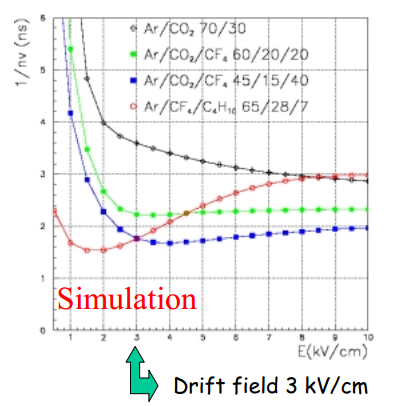 6
Ar/CO₂ 70/30
Ar/CO₂/CF₄ 60/20/20
Ar/CO₂/CF₄ 45/15/40
Ar/CF₄/C₄H₁₀ 65/28/7
1/nv (ns)
5
4
3
2
1
0
Simulation
1 2 3 4 5 6 7 8 9 10
E(kV/cm)
Drift field 3 kV/cm